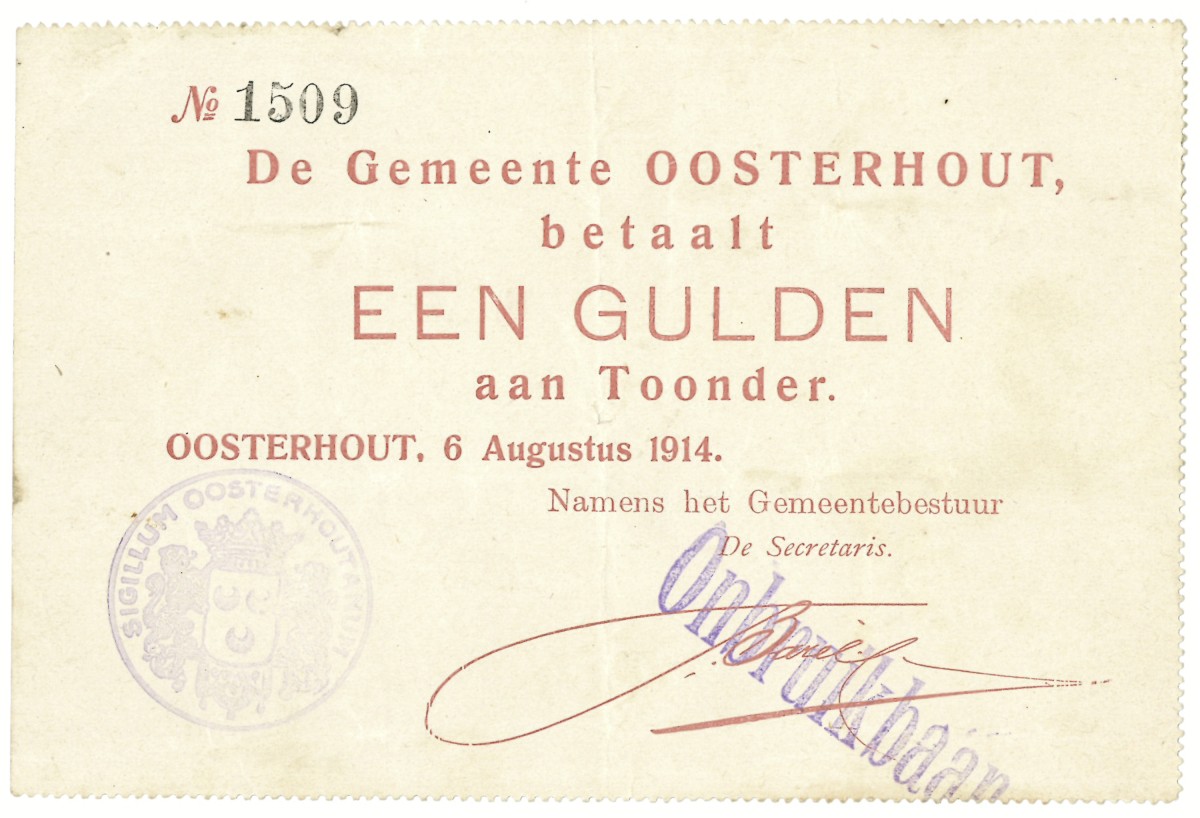 № 1509
De Gemeente OOSTERHOUT,
betaalt
EEN GULDEN
aan Toonder.
OOSTERHOUT, 6 Augustus 1914.
Namens het Gemeentebestuur
De Secretaris.
SIGILLUM OOSTERHOUTANUM
Onbruikbaar